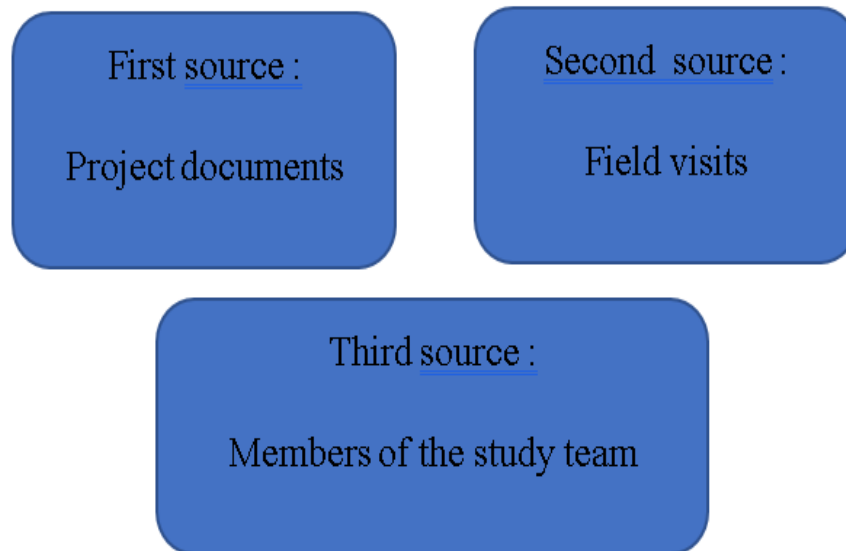 First source :
Project documents
Second  source :
Field visits
Third source :
Members of the study team